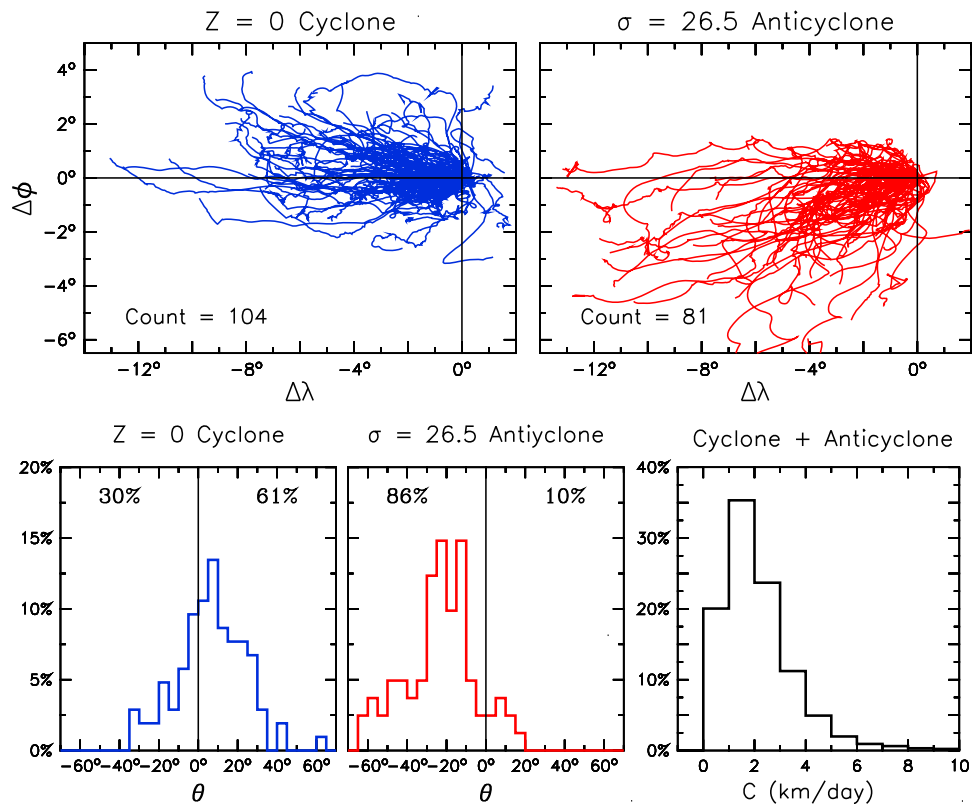 Z = 0 Cyclone
σ = 26.5 Anticyclone
4°
2°
0°
−2°
−4°
−6°
Δϕ
Count = 104
Count = 81
−12° −8° −4° 0°
−12° −8° −4° 0°
Δλ
Δλ
Z = 0 Cyclone
σ = 26.5 Antiyclone
Cyclone + Anticyclone
20%
15%
10%
5%
0%
30% 61%
86% 10%
40%
30%
20%
10%
0%
−60°−40° 0° 20° 60°
−60°−40°−20° 0° 20° 60°
0 2 4 6 8 10
θ
θ
C (km/day)